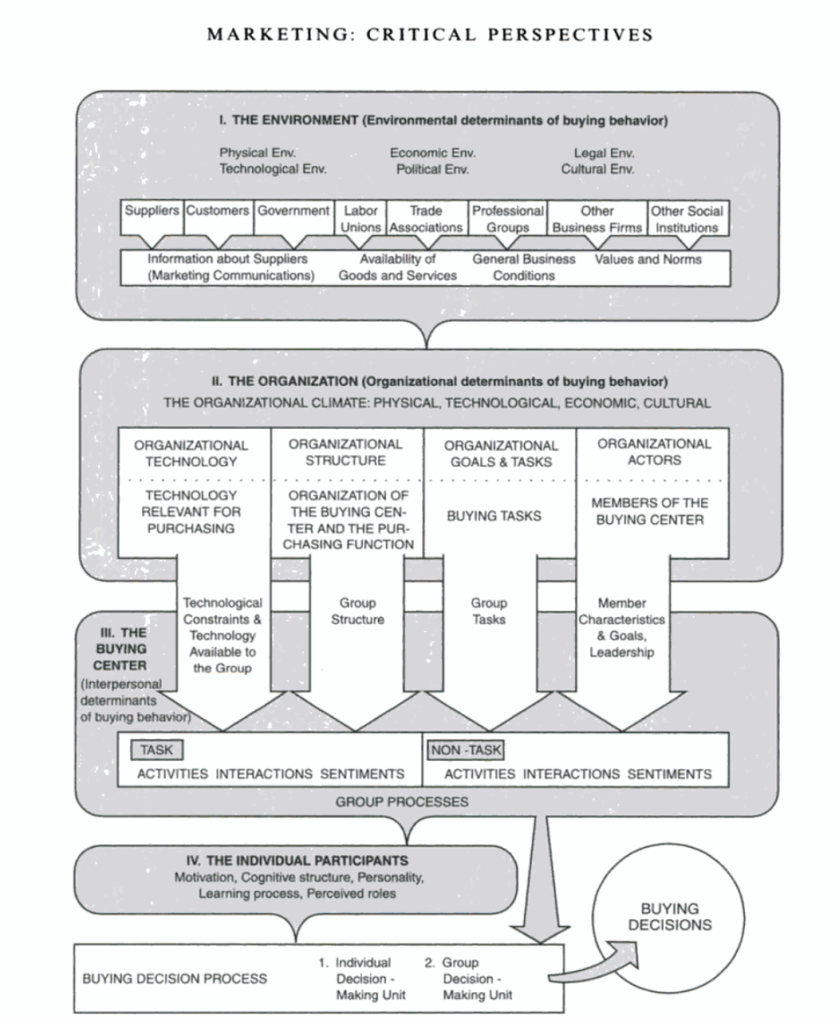 MARKETING: CRITICAL PERSPECTIVES
I. THE ENVIRONMENT (Environmental determinants of buying behavior)
Physical Env. Economic Env. Legal Env.
Technological Env. Political Env. Cultural Env.
Suppliers Customers Government Labor Unions Trade Associations Professional Groups Other Business Firms Other Social Institutions
Information about Suppliers (Marketing Communications)
Availability of Goods and Services
General Business Conditions
Values and Norms
II. THE ORGANIZATION (Organizational determinants of buying behavior)
THE ORGANIZATIONAL CLIMATE: PHYSICAL, TECHNOLOGICAL, ECONOMIC, CULTURAL
ORGANIZATIONAL
TECHNOLOGY
ORGANIZATIONAL
STRUCTURE
ORGANIZATIONAL
GOALS & TASKS
ORGANIZATIONAL
ACTORS
TECHNOLOGY
RELEVANT FOR
PURCHASING
ORGANIZATION OF
THE BUYING CEN-
TER AND THE PUR-
CHASING FUNCTION
BUYING TASKS
MEMBERS OF THE
BUYING CENTER
III. THE
BUYING
CENTER
(Interpersonal
determinants
of buying behavior)
Technological
Constraints &
Technology
Available to
the Group
Group
Structure
Group
Tasks
Member
Characteristics
& Goals,
Leadership
TASK
ACTIVITIES INTERACTIONS SENTIMENTS
NON -TASK
ACTIVITIES INTERACTIONS SENTIMENTS
GROUP PROCESSES
IV. THE INDIVIDUAL PARTICIPANTS
Motivation, Cognitive structure, Personality,
Learning process, Perceived roles
BUYING DECISION PROCESS
1. Individual
Decision -
Making Unit
2. Group
Decision -
Making Unit
BUYING
DECISIONS